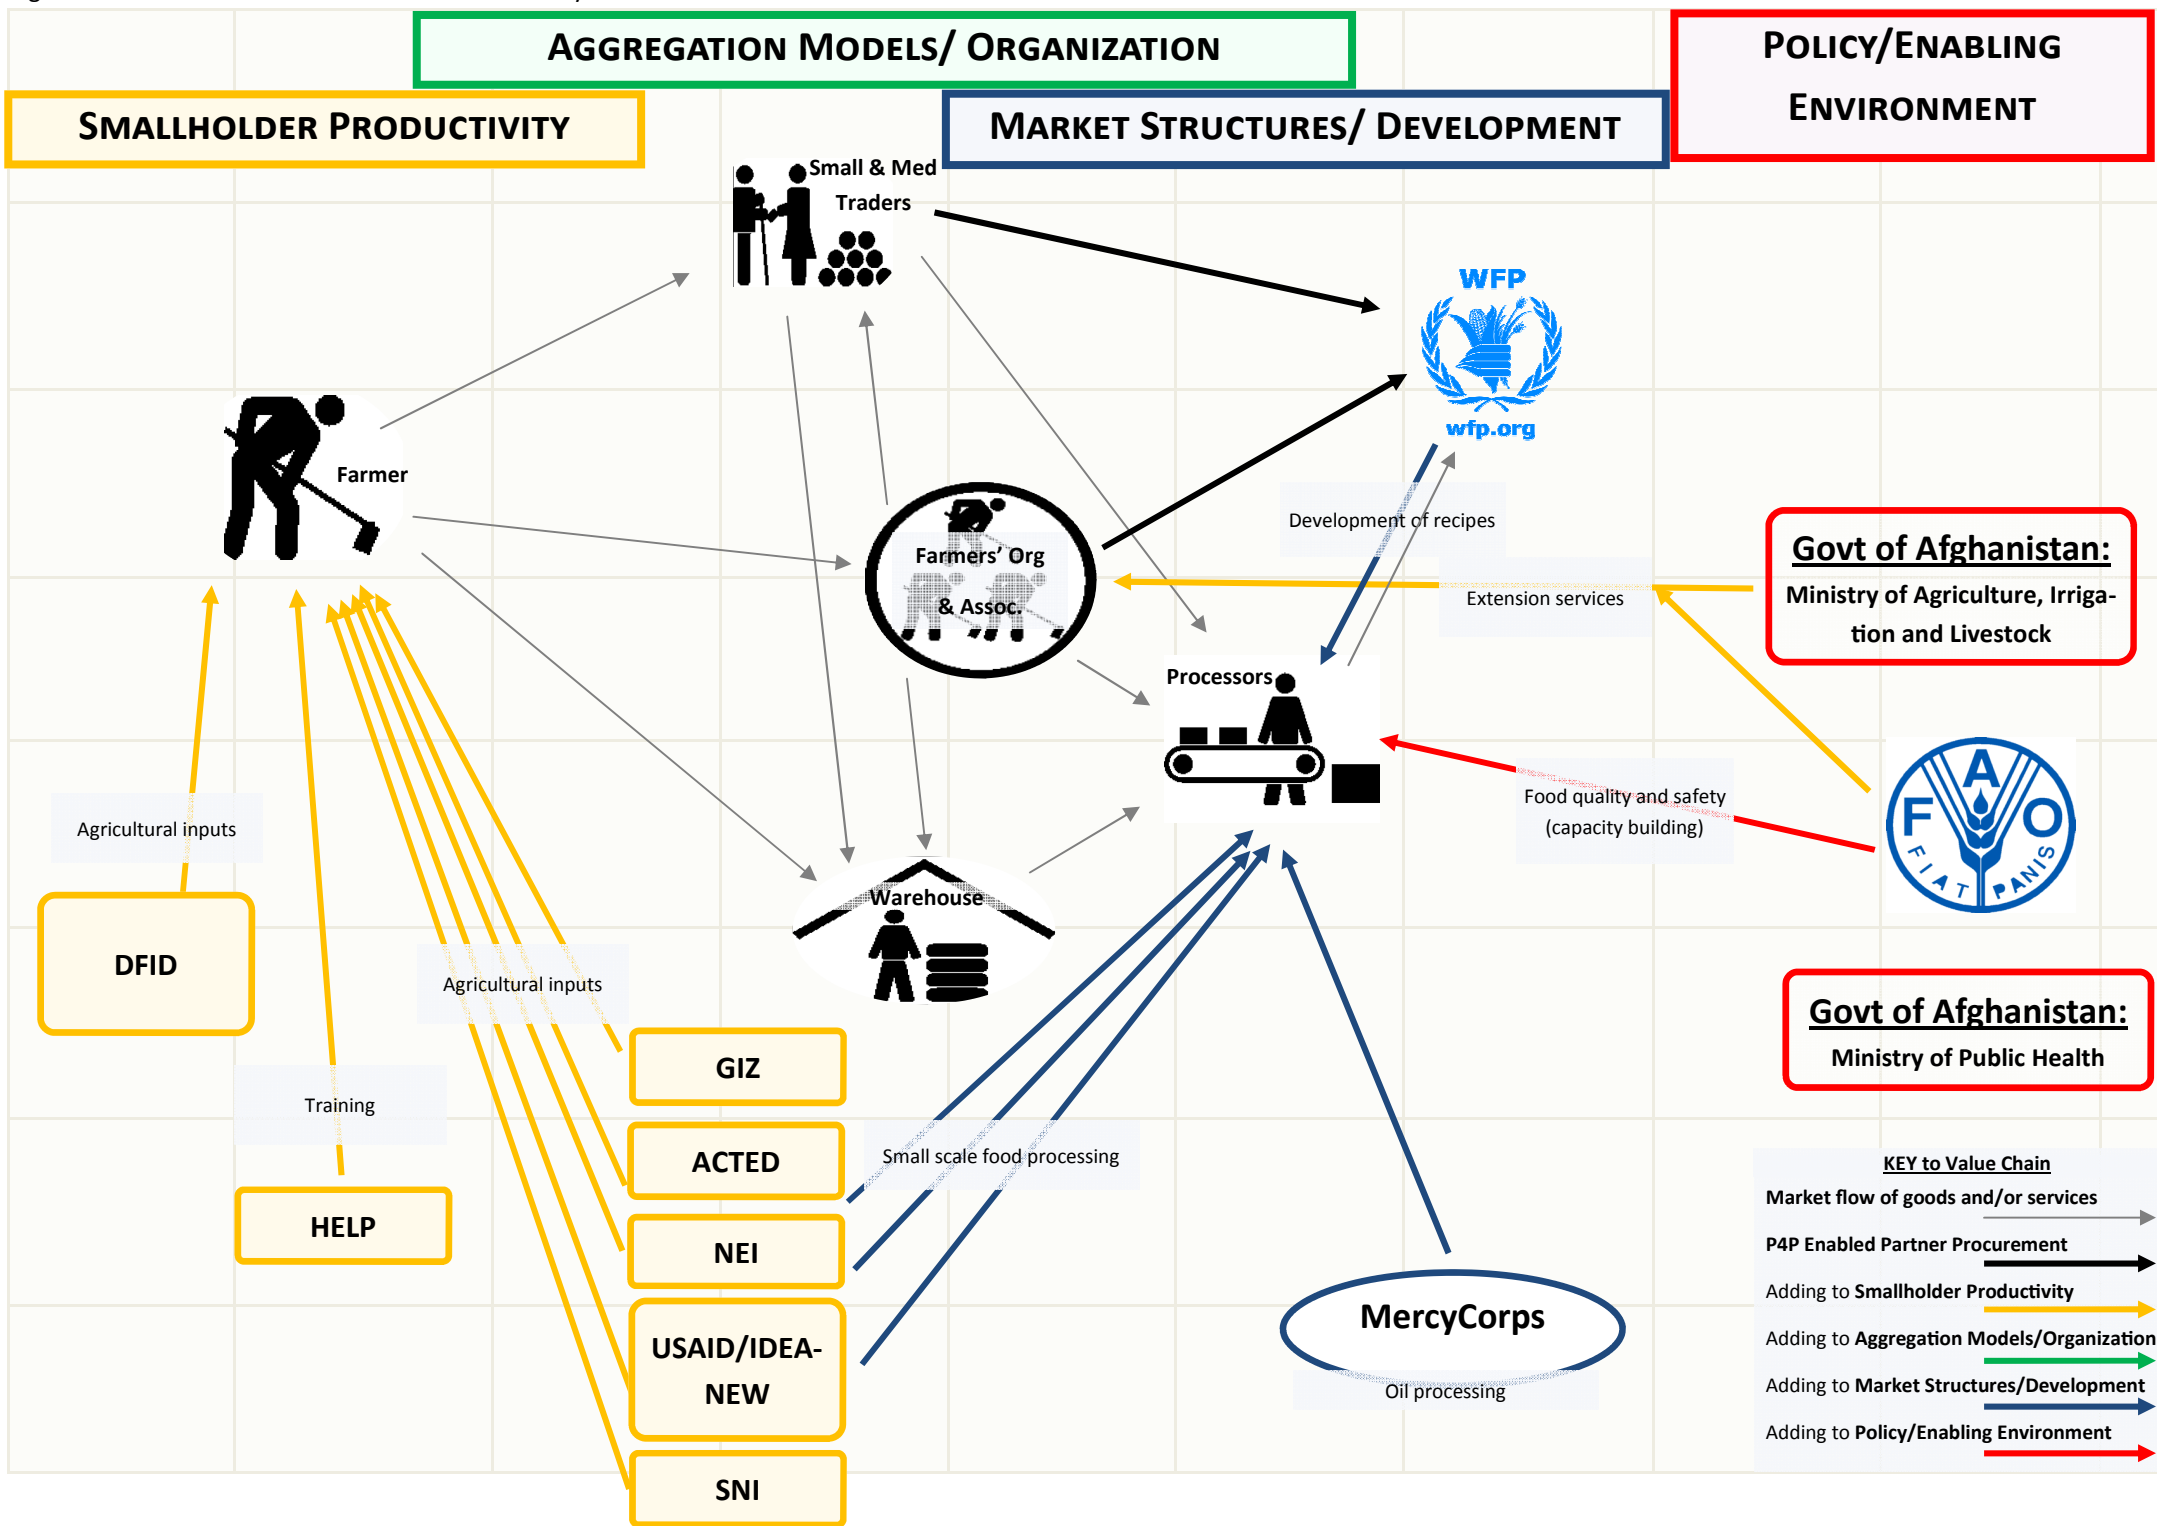 AGGREGATION MODELS/ ORGANIZATION
POLICY/ENABLING
ENVIRONMENT
SMALLHOLDER PRODUCTIVITY
MARKET STRUCTURES/ DEVELOPMENT
Small & Med
Traders
WFP
wfp.org
Farmer
Farmers' Org
& Assoc.
Development of recipes
Extension services
Govt of Afghanistan:
Ministry of Agriculture, Irriga-
tion and Livestock
Processors
Food quality and safety
(capacity building)
F A O
FIAT PANIS
Agricultural inputs
Warehouse
DFID
Agricultural inputs
Govt of Afghanistan:
Ministry of Public Health
GIZ
Training
ACTED
Small scale food processing
HELP
NEI
USAID/IDEA-
NEW
SNI
MercyCorps
Oil processing
KEY to Value Chain
Market flow of goods and/or services
P4P Enabled Partner Procurement
Adding to Smallholder Productivity
Adding to Aggregation Models/Organization
Adding to Market Structures/Development
Adding to Policy/Enabling Environment